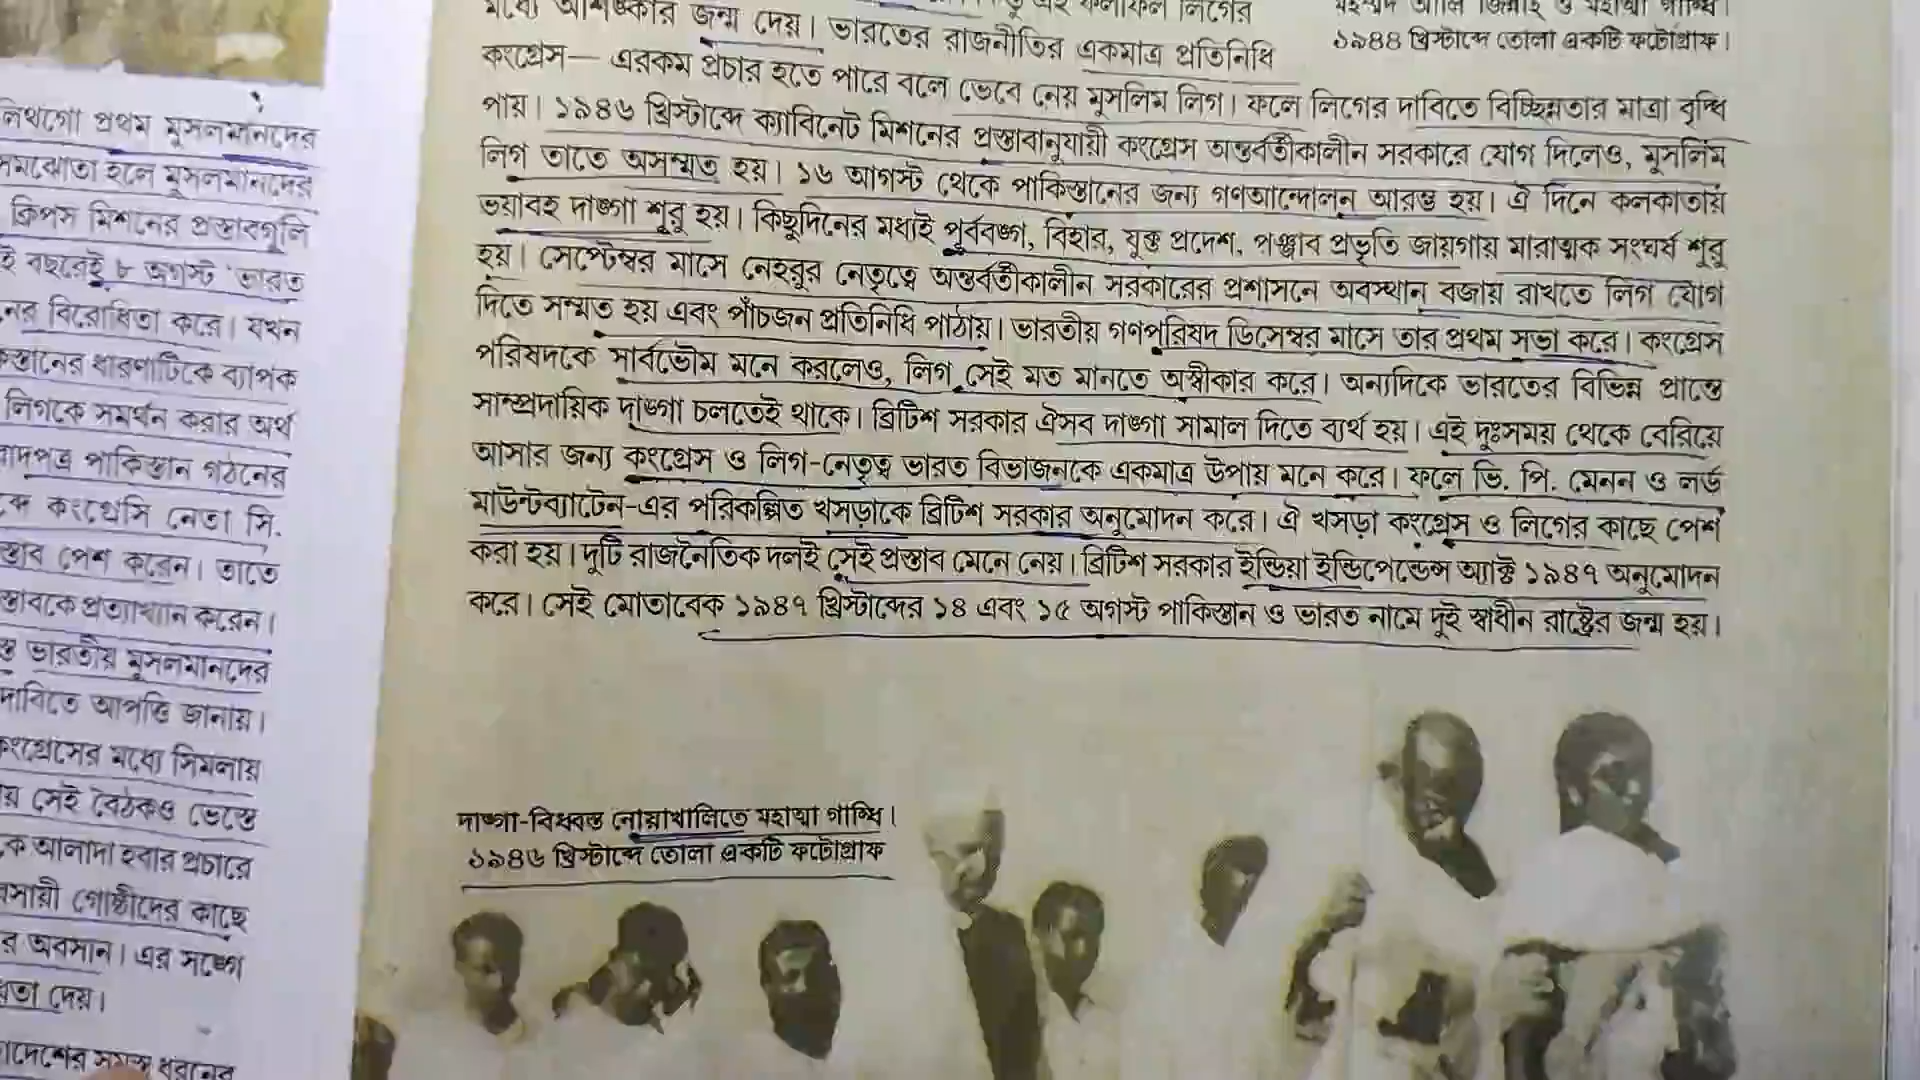 মধ্যে আশঙ্কার জন্ম দেয়। ভারতের রাজনীতির একমাত্র প্রতিনিধি
কংগ্রেস— এরকম প্রচার হতে পারে বলে ভেবে নেয় মুসলিম লিগ। ফলে লিগের দাবিতে বিচ্ছিন্নতার মাত্রা বৃদ্ধি
পায়। ১৯৪৬ খ্রিস্টাব্দে ক্যাবিনেট মিশনের প্রস্তাবানুযায়ী কংগ্রেস অন্তর্বর্তীকালীন সরকারে যোগ দিলেও, মুসলিম
লিগ তাতে অসম্মত হয়। ১৬ আগস্ট থেকে পাকিস্তানের জন্য গণআন্দোলন আরম্ভ হয়। ঐ দিনে কলকাতায়
ভয়াবহ দাঙ্গা শুরু হয়। কিছুদিনের মধ্যেই পূর্ববঙ্গ, বিহার, যুক্ত প্রদেশ, পঞ্জাব প্রভৃতি জায়গায় মারাত্মক সংঘর্ষ শুরু
হয়। সেপ্টেম্বর মাসে নেহরুর নেতৃত্বে অন্তর্বর্তীকালীন সরকারের প্রশাসনে অবস্থান বজায় রাখতে লিগ যোগ
দিতে সম্মত হয় এবং পাঁচজন প্রতিনিধি পাঠায়। ভারতীয় গণপরিষদ ডিসেম্বর মাসে তার প্রথম সভা করে। কংগ্রেস
পরিষদকে সার্বভৌম মনে করলেও, লিগ সেই মত মানতে অস্বীকার করে। অন্যদিকে ভারতের বিভিন্ন প্রান্তে
সাম্প্রদায়িক দাঙ্গা চলতেই থাকে। ব্রিটিশ সরকার ঐসব দাঙ্গা সামাল দিতে ব্যর্থ হয়। এই দুঃসময় থেকে বেরিয়ে
আসার জন্য কংগ্রেস ও লিগ-নেতৃত্ব ভারত বিভাজনকে একমাত্র উপায় মনে করে। ফলে ভি. পি. মেনন ও লর্ড
মাউন্টব্যাটেন-এর পরিকল্পিত খসড়াকে ব্রিটিশ সরকার অনুমোদন করে। ঐ খসড়া কংগ্রেস ও লিগের কাছে পেশ
করা হয়। দুটি রাজনৈতিক দলই সেই প্রস্তাব মেনে নেয়। ব্রিটিশ সরকার ইন্ডিয়া ইন্ডিপেন্ডেন্স অ্যাক্ট ১৯৪৭ অনুমোদন
করে। সেই মোতাবেক ১৯৪৭ খ্রিস্টাব্দের ১৪ এবং ১৫ অগস্ট পাকিস্তান ও ভারত নামে দুই স্বাধীন রাষ্ট্রের জন্ম হয়।
মহম্মদ আলি জিন্নাহ ও মহাত্মা গান্ধি।
১৯৪৪ খ্রিস্টাব্দে তোলা একটি ফটোগ্রাফ।
দাঙ্গা-বিধ্বস্ত নোয়াখালিতে মহাত্মা গান্ধি।
১৯৪৬ খ্রিস্টাব্দে তোলা একটি ফটোগ্রাফ
লিথগো প্রথম মুসলমানদের
সমঝোতা হলে মুসলমানদের
ক্রিপস মিশনের প্রস্তাবগুলি
ই বছরেই ৮ অগস্ট 'ভারত
নের বিরোধিতা করে। যখন
কস্তানের ধারণাটিকে ব্যাপক
লিগকে সমর্থন করার অর্থ
পাকিস্তান গঠনের
কংগ্রেসি নেতা সি.
স্তাব পেশ করেন। তাতে
স্তাবকে প্রত্যাখ্যান করেন।
ভারতীয় মুসলমানদের
দাবিতে আপত্তি জানায়।
কংগ্রেসের মধ্যে সিমলায়
য় সেই বৈঠকও ভেস্তে
কে আলাদা হবার প্রচারে
বসায়ী গোষ্ঠীদের কাছে
র অবসান। এর সঙ্গে
দেয়।
ধরনের